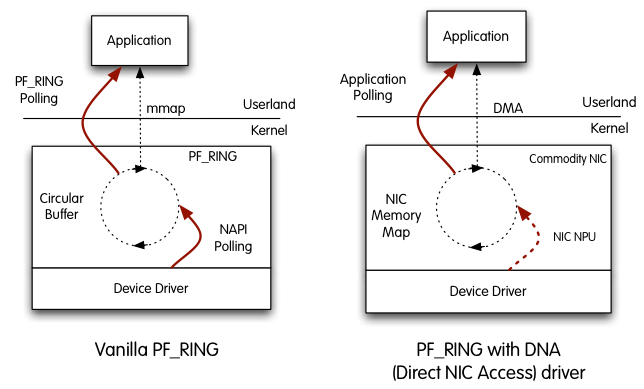 Application
PF_RING
Polling
mmap
Userland
Kernel
PF_RING
Circular
Buffer
NAPI
Polling
Device Driver
Vanilla PF_RING
Application
Application
Polling
DMA
Userland
Kernel
Commodity NIC
NIC
Memory
Map
NIC NPU
Device Driver
PF_RING with DNA
(Direct NIC Access) driver